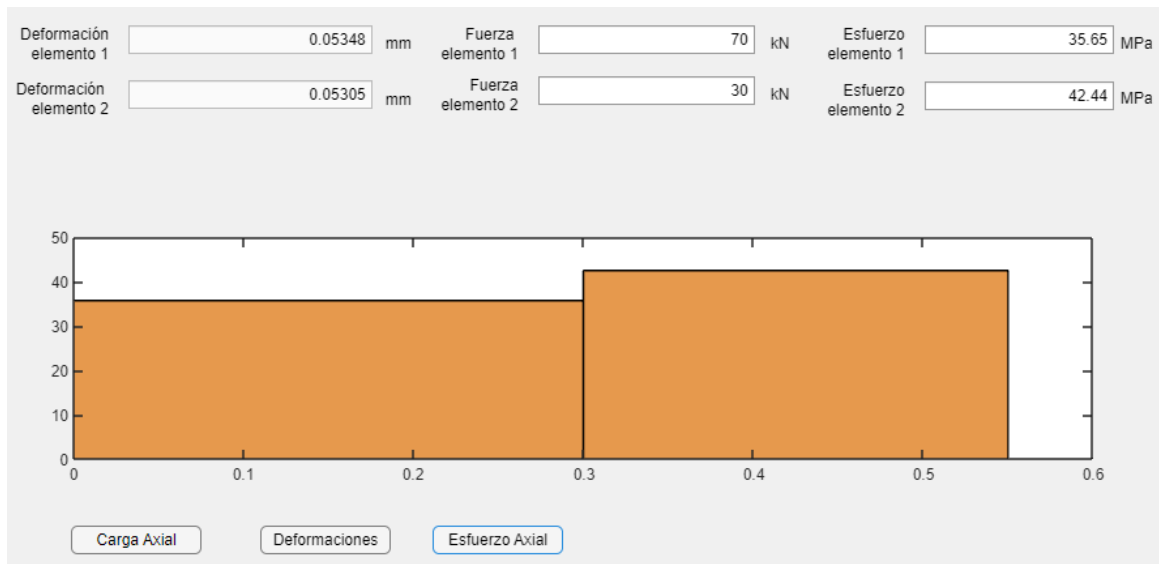 Deformación
elemento 1
0.05348 mm
Fuerza
elemento 1
70 kN
Esfuerzo
elemento 1
35.65 MPa
Deformación
elemento 2
0.05305 mm
Fuerza
elemento 2
30 kN
Esfuerzo
elemento 2
42.44 MPa
50
40
30
20
10
0
0 0.1 0.2 0.3 0.4 0.5 0.6
Carga Axial Deformaciones Esfuerzo Axial